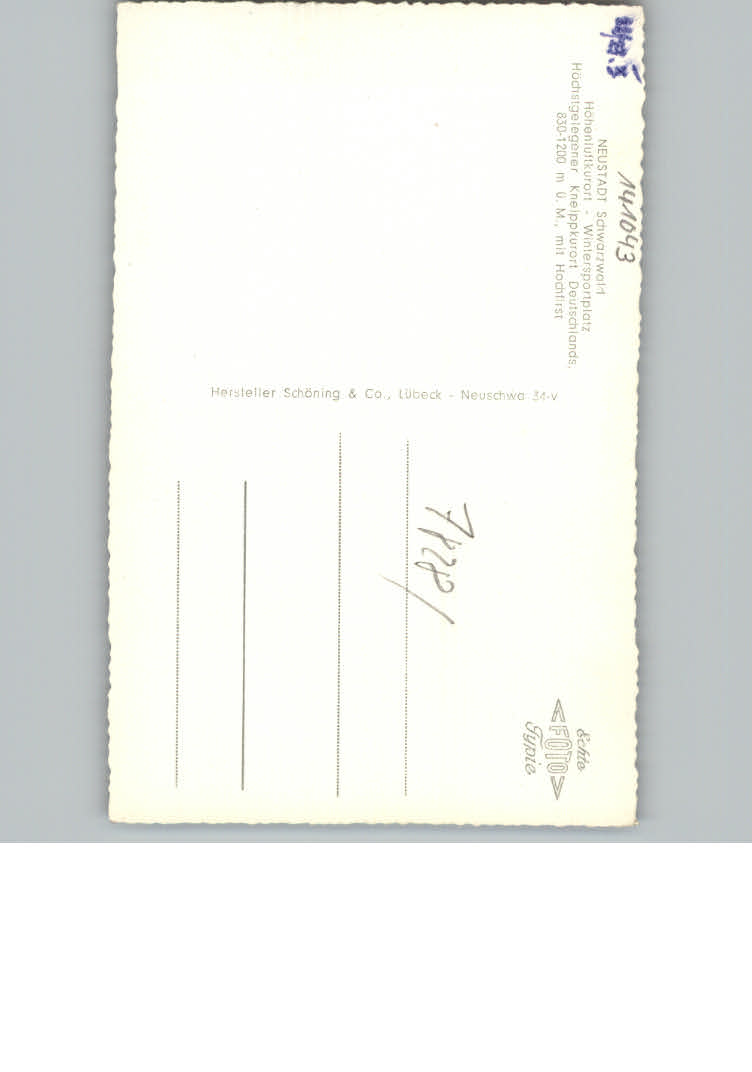 141043
NEUSTADT Schwarzwald
Höhenluftkurort - Wintersportplatz
Höchstgelegener Kneippkurort Deutschlands,
830-1200 m ü. M., mit Hochfirst
Hersteller Schöning & Co., Lübeck - Neuschwa 34-v
Echte
FOTO
Typie